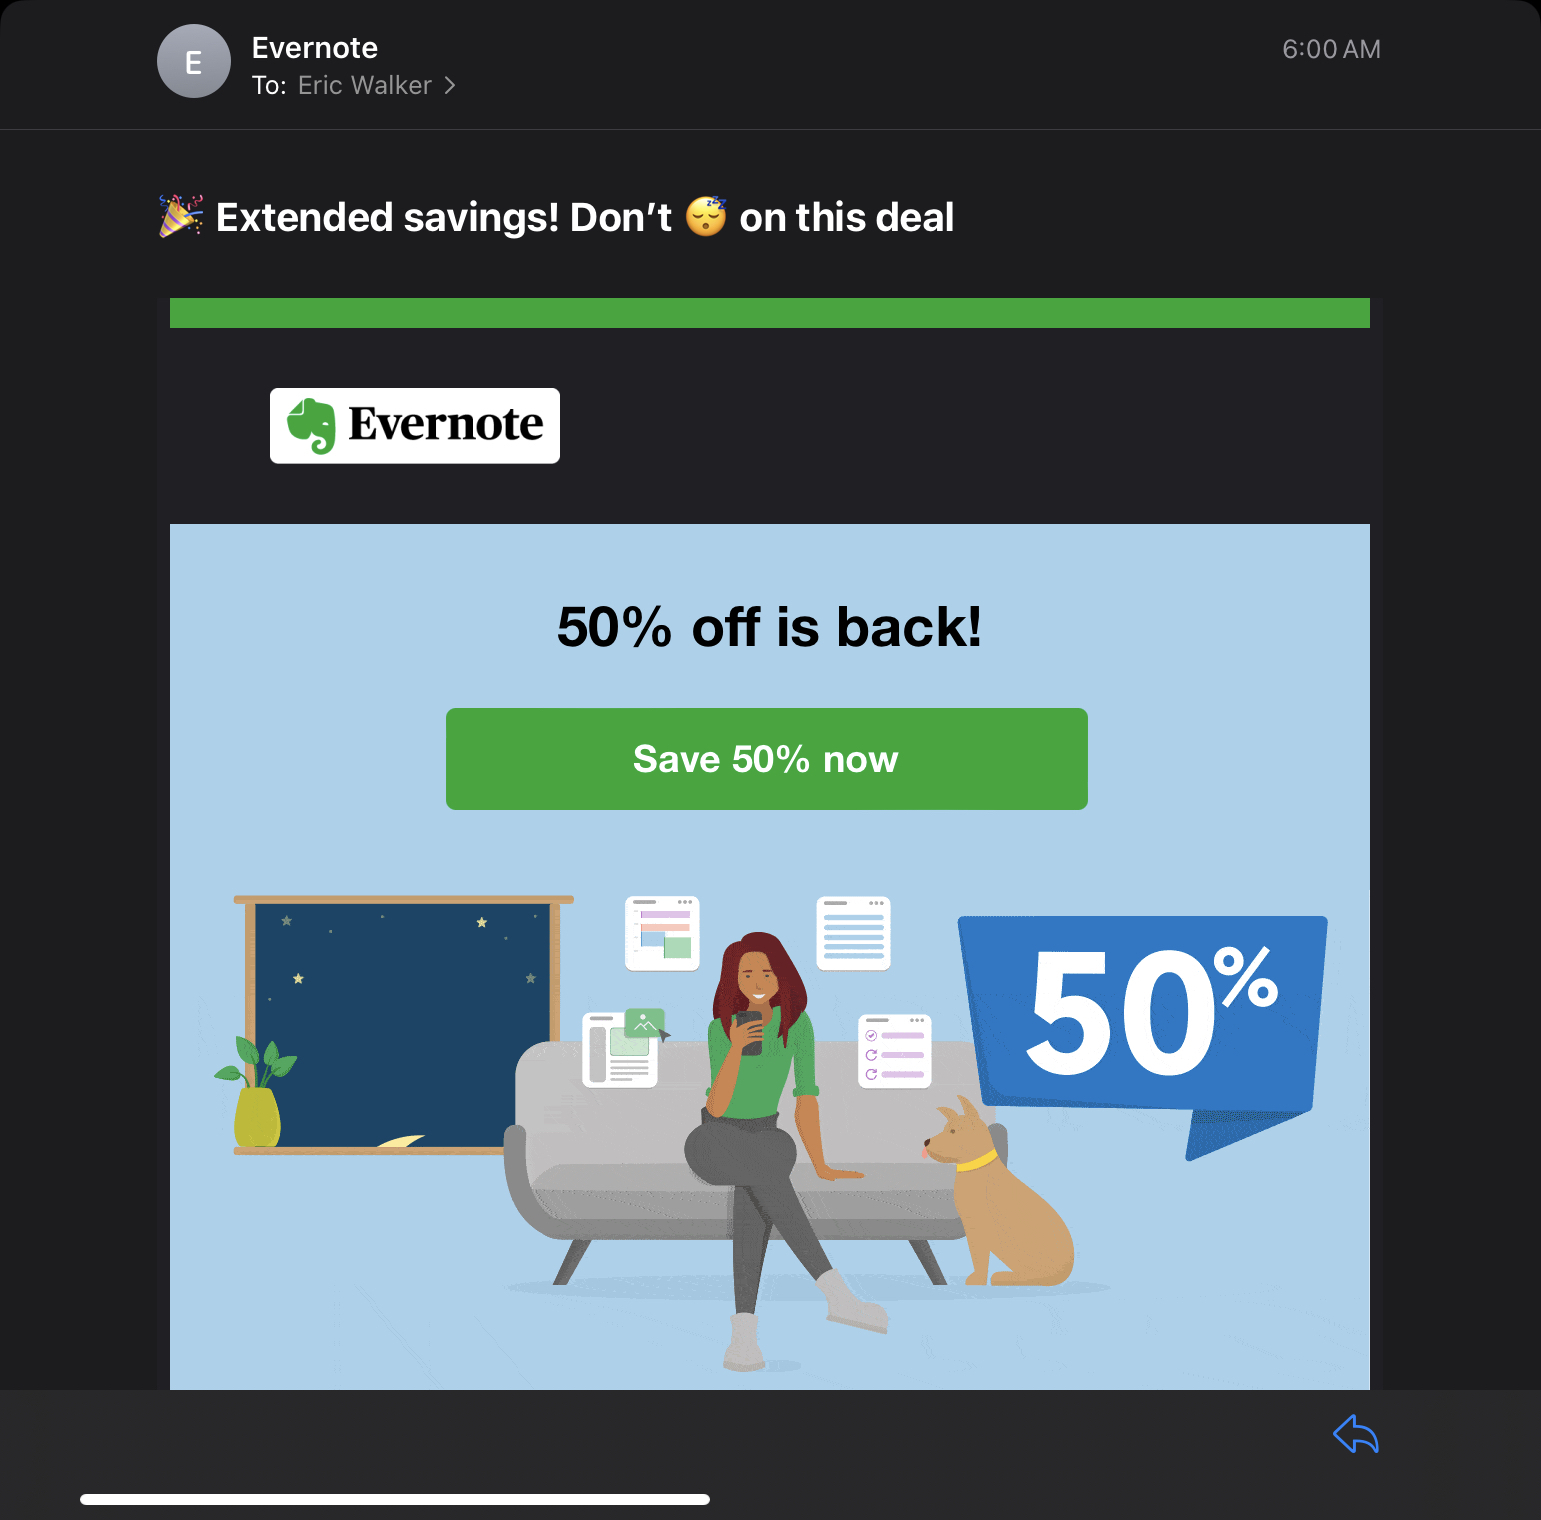 E
Evernote
6:00 AM
To: Eric Walker >
🎉 Extended savings! Don’t 😴 on this deal
Evernote
50% off is back!
Save 50% now
50%